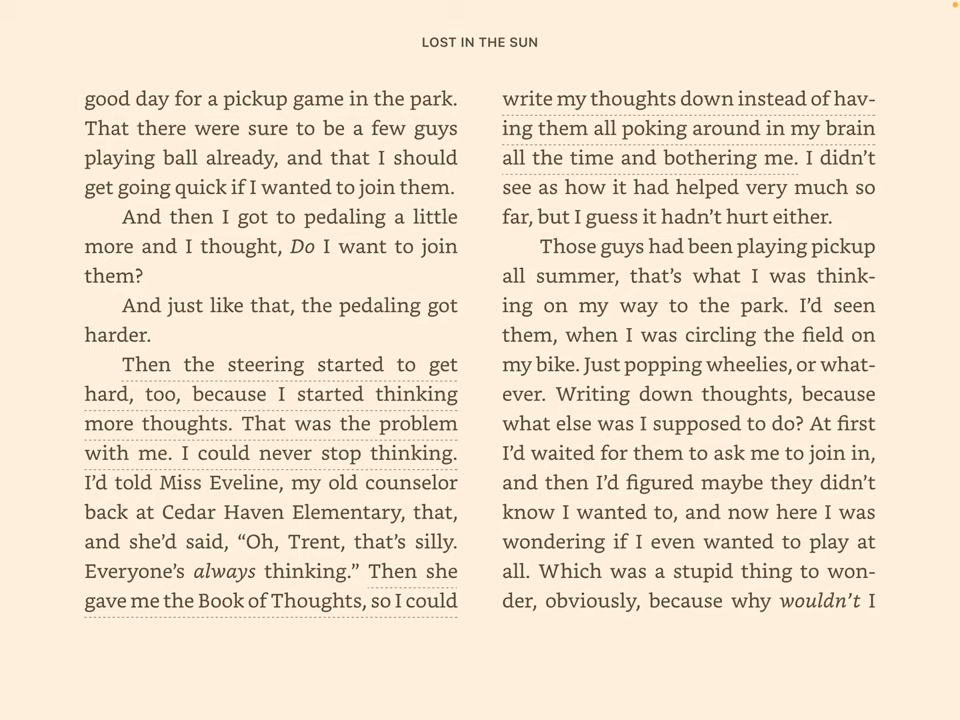 LOST IN THE SUN
good day for a pickup game in the park.
That there were sure to be a few guys
playing ball already, and that I should
get going quick if I wanted to join them.
And then I got to pedaling a little
more and I thought, Do I want to join
them?
And just like that, the pedaling got
harder.
Then the steering started to get
hard, too, because I started thinking
more thoughts. That was the problem
with me. I could never stop thinking.
I’d told Miss Eveline, my old counselor
back at Cedar Haven Elementary, that,
and she’d said, “Oh, Trent, that’s silly.
Everyone’s always thinking.” Then she
gave me the Book of Thoughts, so I could
write my thoughts down instead of hav-
ing them all poking around in my brain
all the time and bothering me. I didn’t
see as how it had helped very much so
far, but I guess it hadn’t hurt either.
Those guys had been playing pickup
all summer, that’s what I was think-
ing on my way to the park. I’d seen
them, when I was circling the field on
my bike. Just popping wheelies, or what-
ever. Writing down thoughts, because
what else was I supposed to do? At first
I’d waited for them to ask me to join in,
and then I’d figured maybe they didn’t
know I wanted to, and now here I was
wondering if I even wanted to play at
all. Which was a stupid thing to won-
der, obviously, because why wouldn’t I